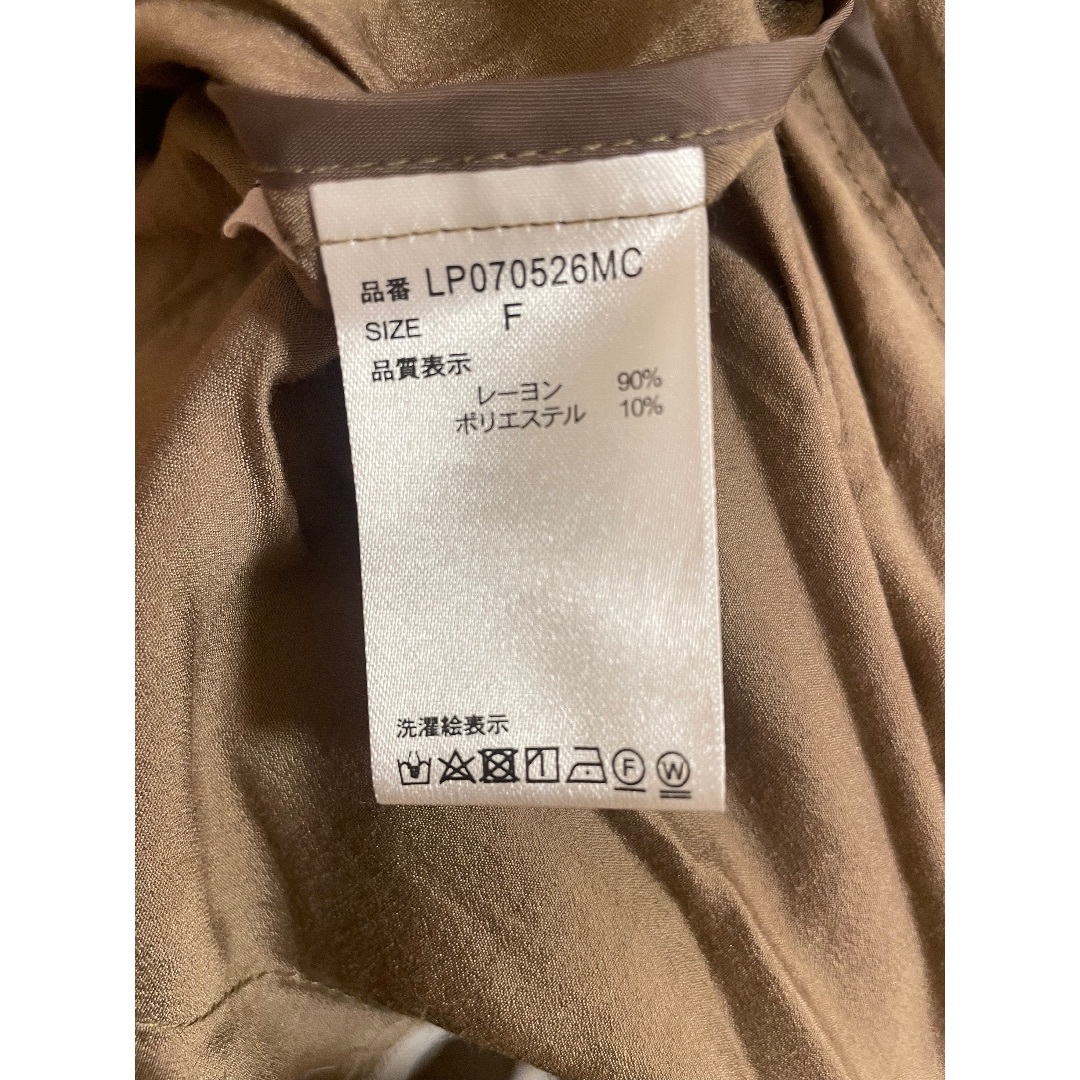 品番 LP070526MC
SIZE F
品質表示
レーヨン 90%
ポリエステル 10%
洗濯絵表示
F W